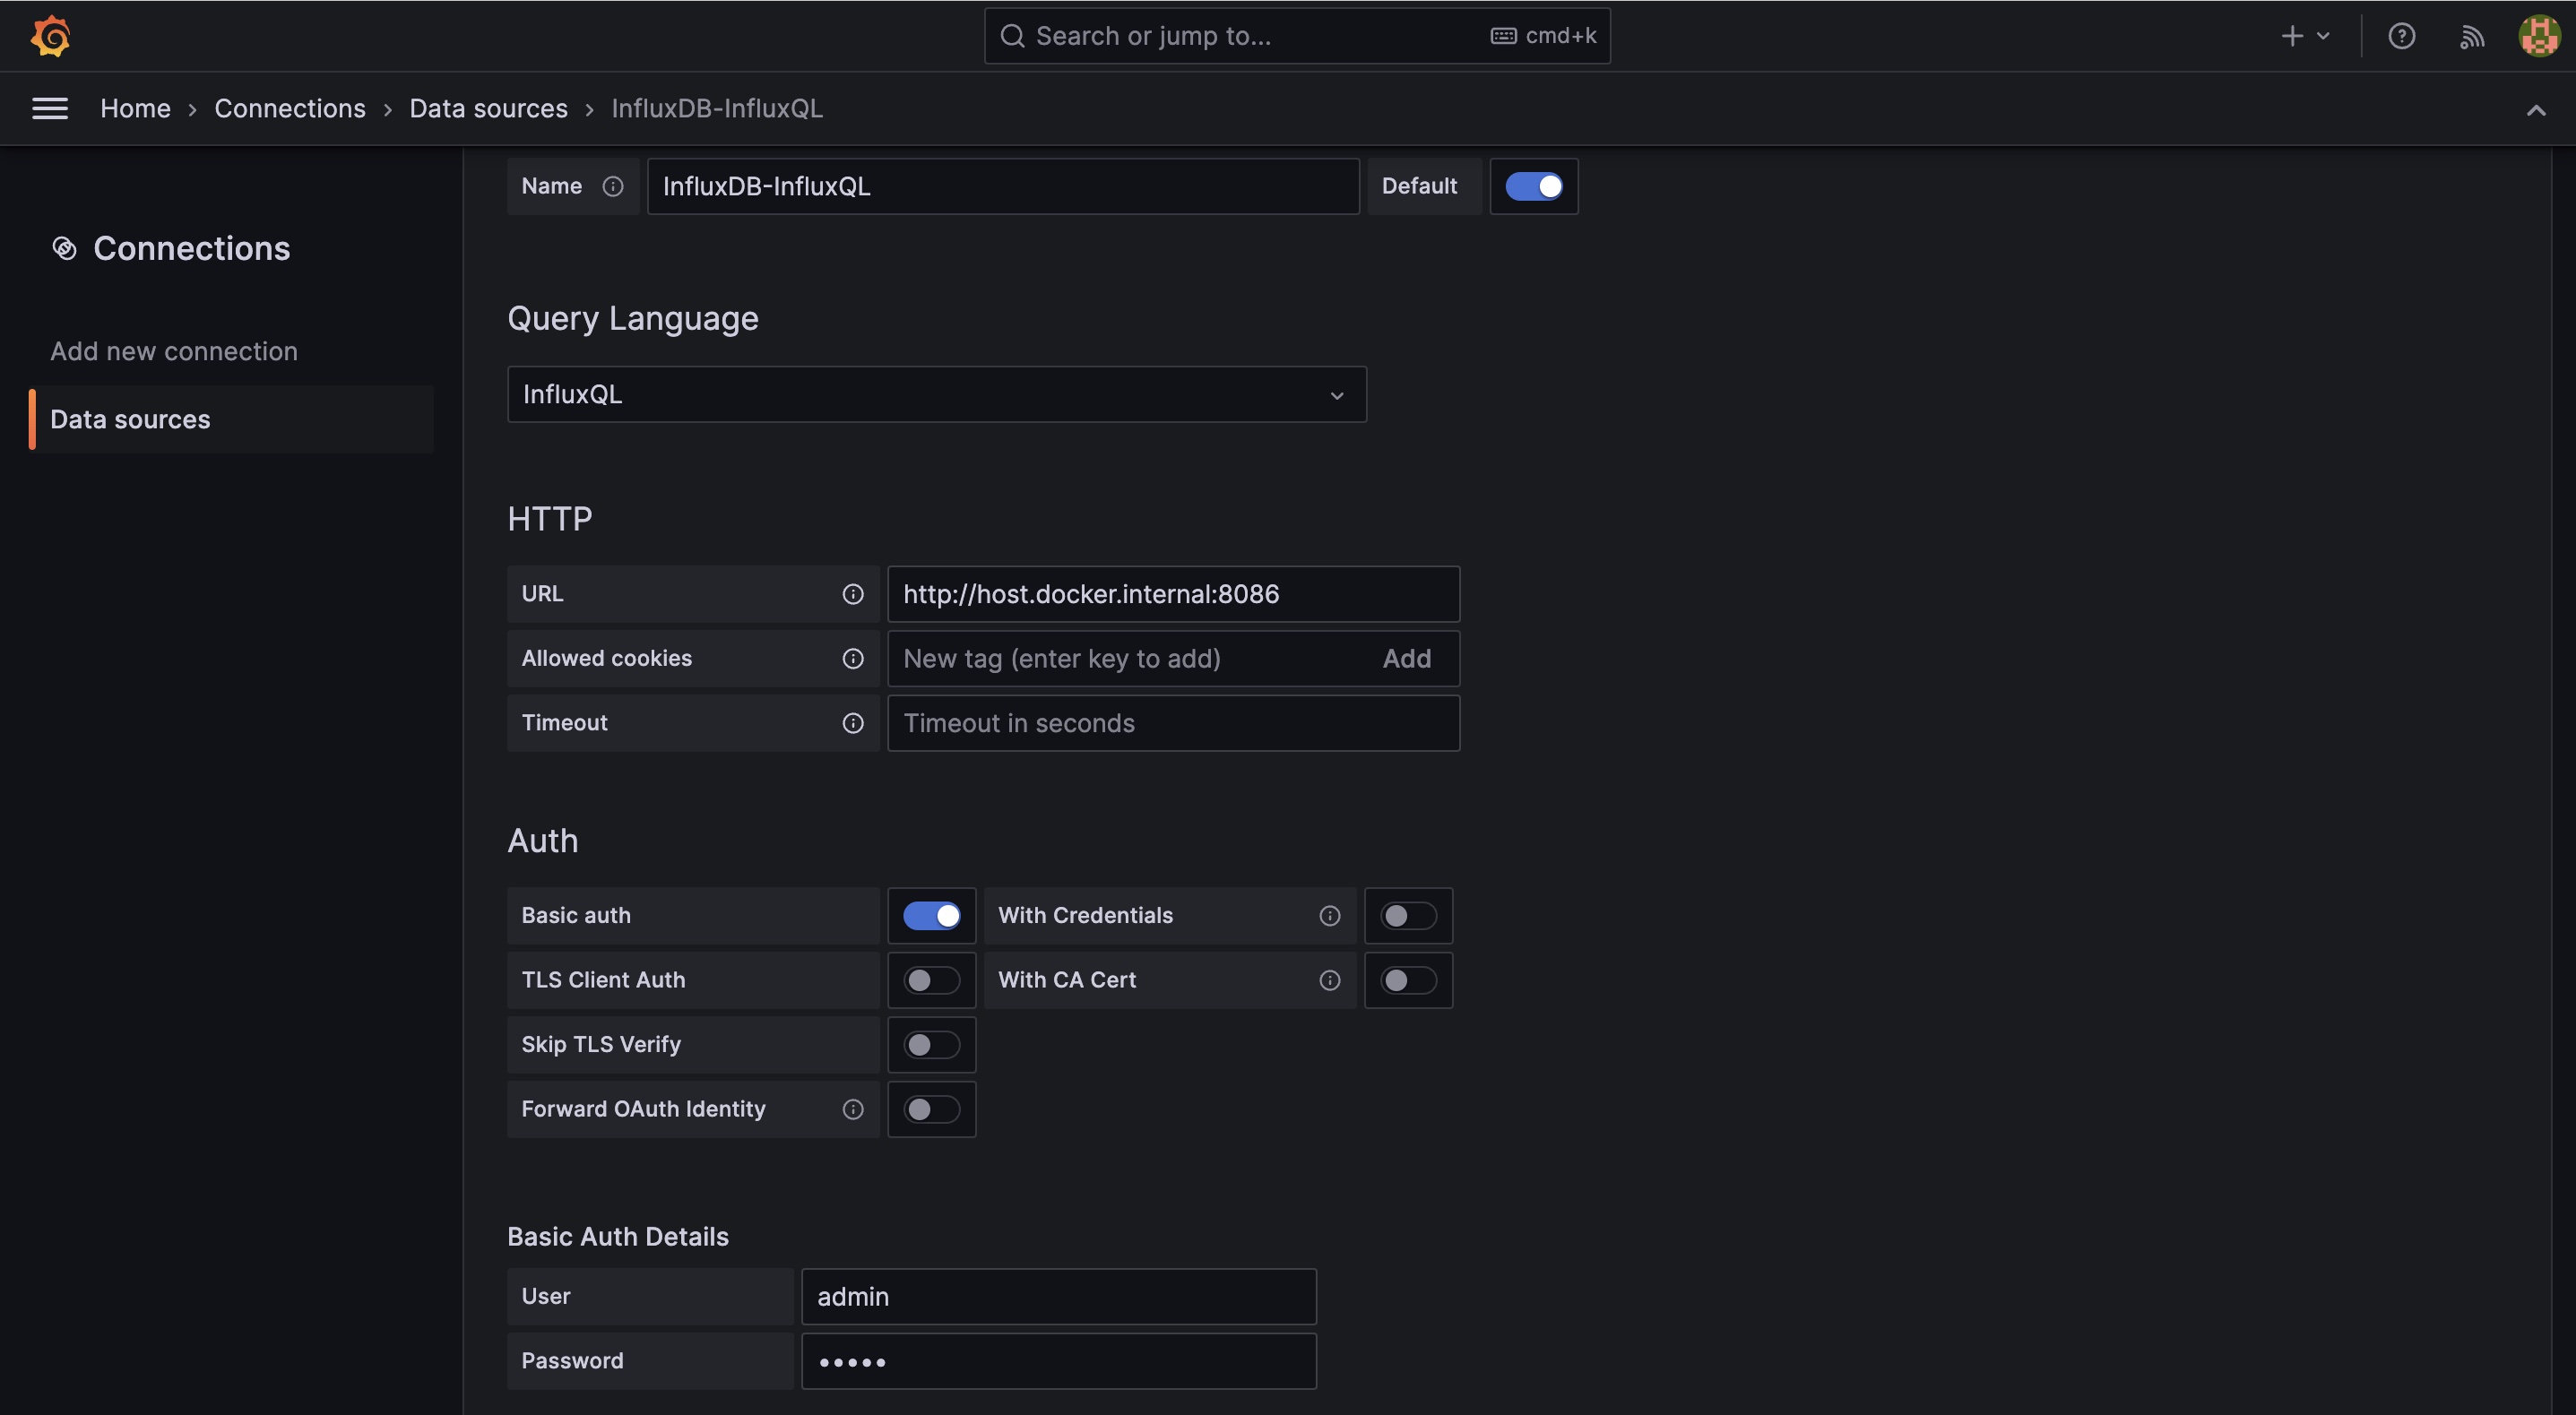 Search or jump to... cmd+k
Home › Connections › Data sources › InfluxDB-InfluxQL
Connections
Add new connection
Data sources
Name InfluxDB-InfluxQL Default
Query Language
InfluxQL
HTTP
URL http://host.docker.internal:8086
Allowed cookies New tag (enter key to add) Add
Timeout Timeout in seconds
Auth
Basic auth With Credentials
TLS Client Auth With CA Cert
Skip TLS Verify
Forward OAuth Identity
Basic Auth Details
User admin
Password •••••